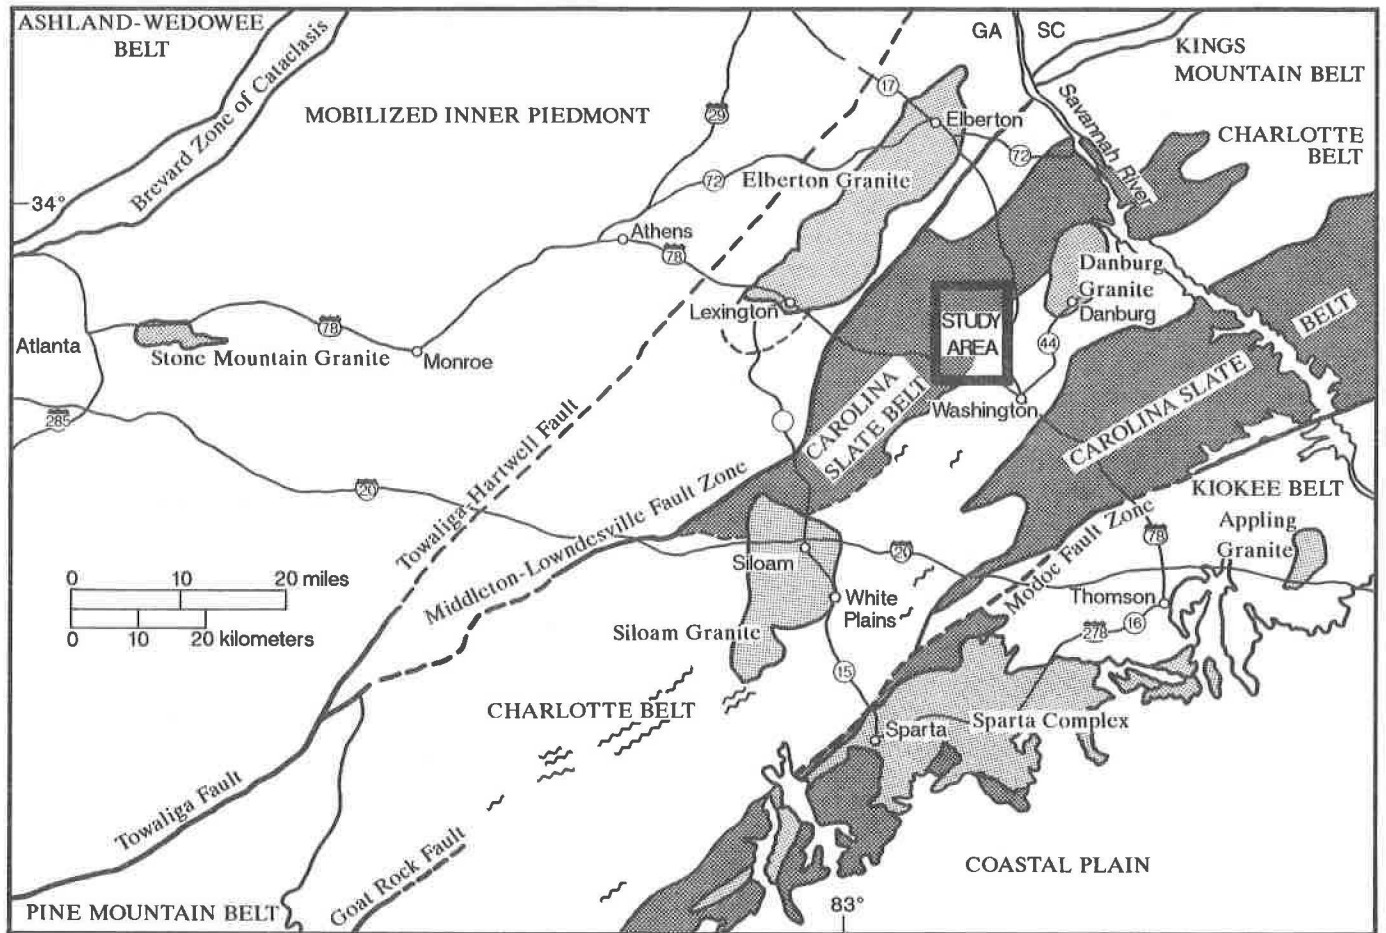 ASHLAND-WEDOWEE
BELT
Brevard Zone of Cataclasis
MOBILIZED INNER PIEDMONT
29
17
GA
SC
KINGS
MOUNTAIN BELT
Savannah River
CHARLOTTE
BELT
Elberton
72
72
Elberton Granite
34°
Athens
78
Lexington
Danburg
Granite
Danburg
STUDY
AREA
44
BELT
Atlanta
78
Stone Mountain Granite
Monroe
285
20
CAROLINA
SLATE BELT
Washington
CAROLINA SLATE
Towaliga, Hartwell Fault
Middleton-Lowndesville Fault Zone
KIOKEE BELT
Appling
Granite
78
Modoc Fault Zone
Siloam
20
White
Plains
Thomson
278
16
Siloam Granite
0 10 20 miles
0 10 20 kilometers
15
CHARLOTTE BELT
Sparta
Sparta Complex
Towaliga Fault
Goat Rock Fault
PINE MOUNTAIN BELT
COASTAL PLAIN
83°